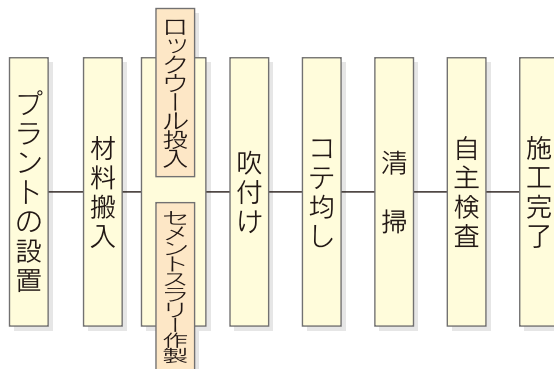 プラントの設置
材料搬入
ロックウール投入
セメントスラリー作製
吹付け
コテ均し
清 掃
自主検査
施工完了